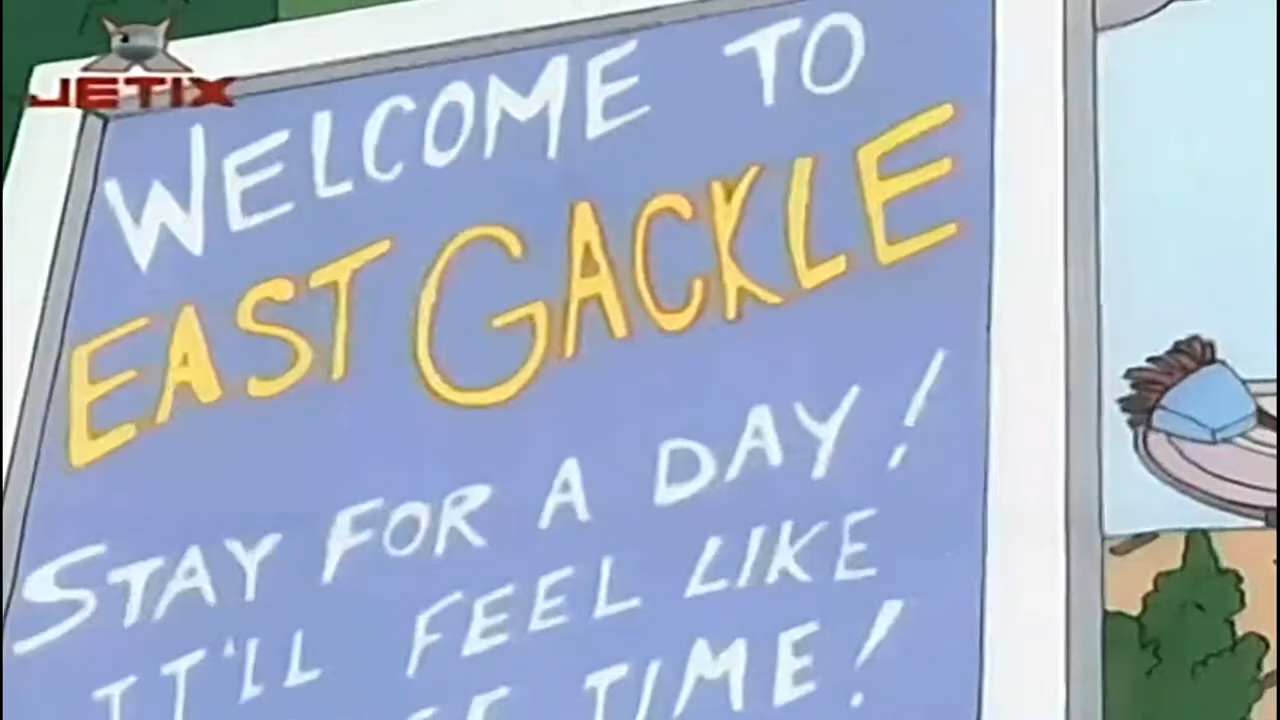 JETIX
WELCOME TO
EAST GACKLE
STAY FOR A DAY!
IT'LL FEEL LIKE
TIME!